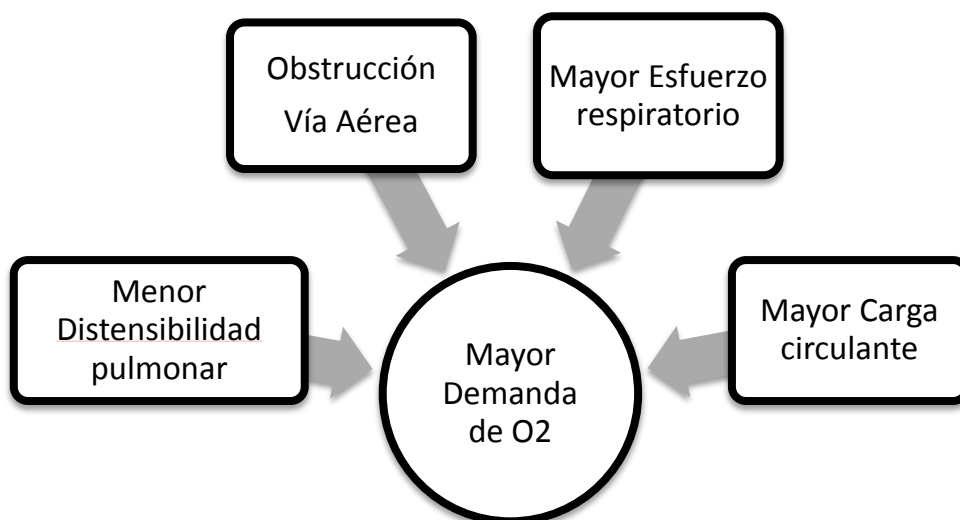 Obstrucción
Vía Aérea
Mayor Esfuerzo
respiratorio
Menor
Distensibilidad
pulmonar
Mayor Carga
circulante
Mayor
Demanda
de O2